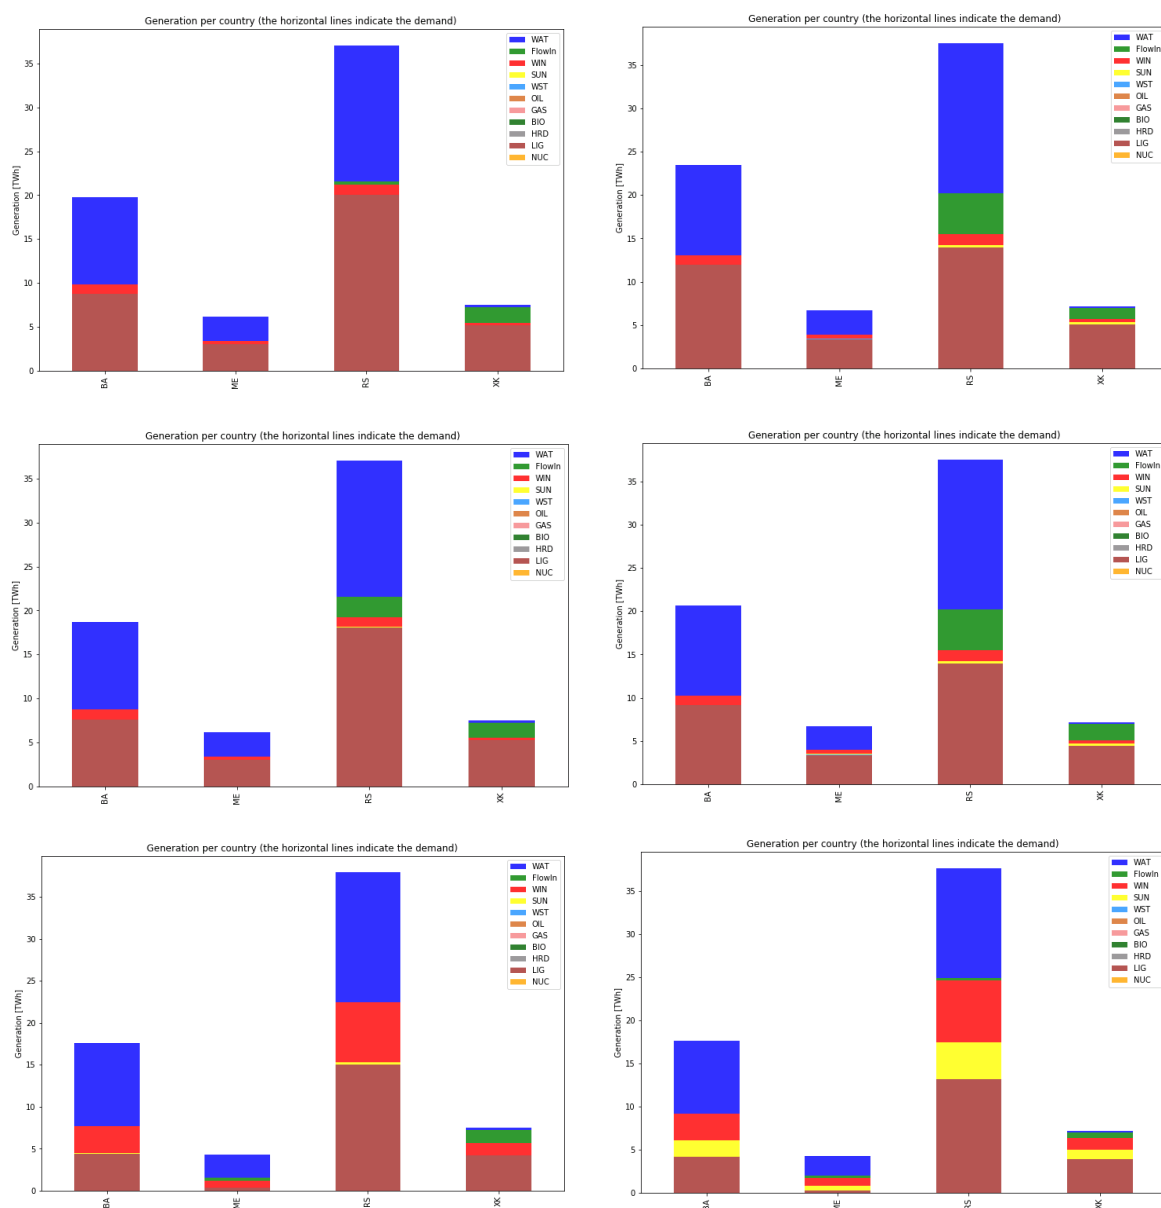 Generation per country (the horizontal lines indicate the demand)
Generation [TWh]
35
30
25
20
15
10
5
0
WAT
FlowIn
WIN
SUN
WST
OIL
GAS
BIO
HRD
LIG
NUC
BA
ME
RS
XK
Generation per country (the horizontal lines indicate the demand)
Generation [TWh]
35
30
25
20
15
10
5
0
WAT
FlowIn
WIN
SUN
WST
OIL
GAS
BIO
HRD
LIG
NUC
BA
ME
RS
XK
Generation per country (the horizontal lines indicate the demand)
Generation [TWh]
35
30
25
20
15
10
5
0
WAT
FlowIn
WIN
SUN
WST
OIL
GAS
BIO
HRD
LIG
NUC
BA
ME
RS
XK
Generation per country (the horizontal lines indicate the demand)
Generation [TWh]
35
30
25
20
15
10
5
0
WAT
FlowIn
WIN
SUN
WST
OIL
GAS
BIO
HRD
LIG
NUC
BA
ME
RS
XK
Generation per country (the horizontal lines indicate the demand)
Generation [TWh]
35
30
25
20
15
10
5
0
WAT
FlowIn
WIN
SUN
WST
OIL
GAS
BIO
HRD
LIG
NUC
BA
ME
RS
XK
Generation per country (the horizontal lines indicate the demand)
Generation [TWh]
35
30
25
20
15
10
5
0
WAT
FlowIn
WIN
SUN
WST
OIL
GAS
BIO
HRD
LIG
NUC
BA
ME
RS
XK